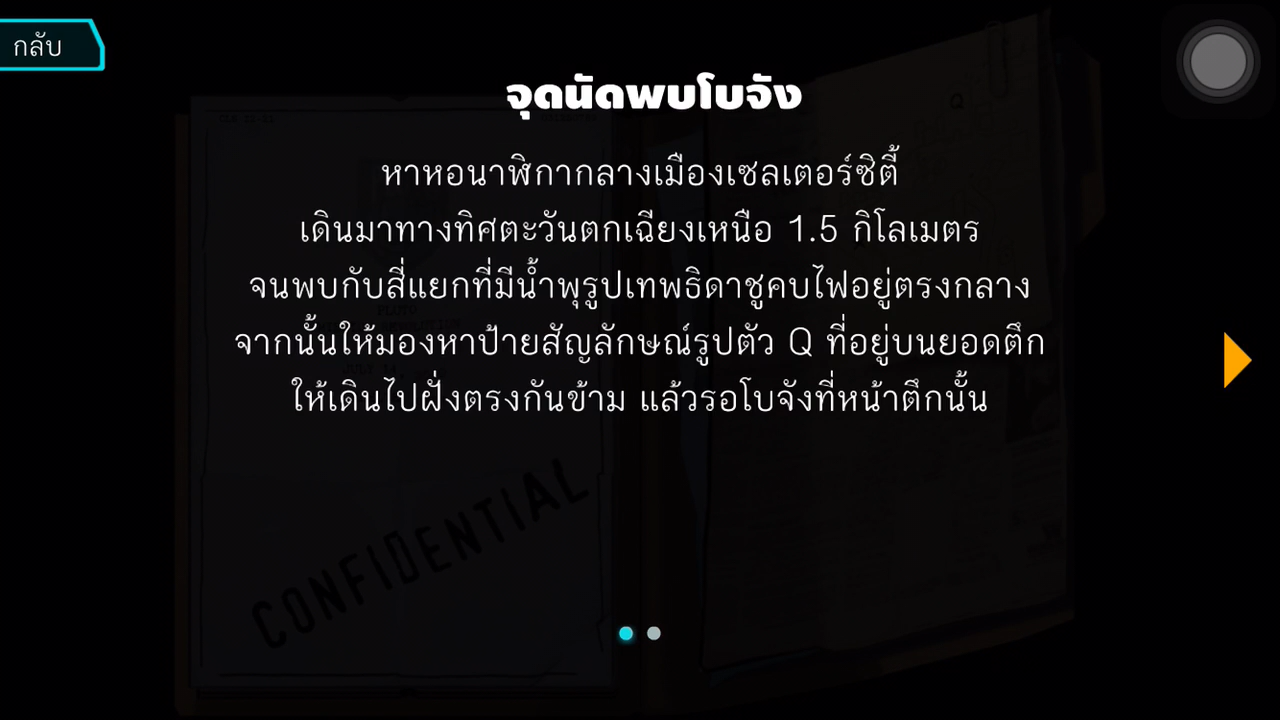 กลับ
จุดนัดพบโบจัง
หาหอนาฬิกากลางเมืองเซลเตอร์ซิตี้
เดินมาทางทิศตะวันตกเฉียงเหนือ 1.5 กิโลเมตร
จนพบกับสี่แยกที่มีน้ำพุรูปเทพธิดาชูคบไฟอยู่ตรงกลาง
จากนั้นให้มองหาป้ายสัญลักษณ์รูปตัว Q ที่อยู่บนยอดตึก
ให้เดินไปฝั่งตรงกันข้าม แล้วรอโบจังที่หน้าตึกนั้น
CONFIDENTIAL